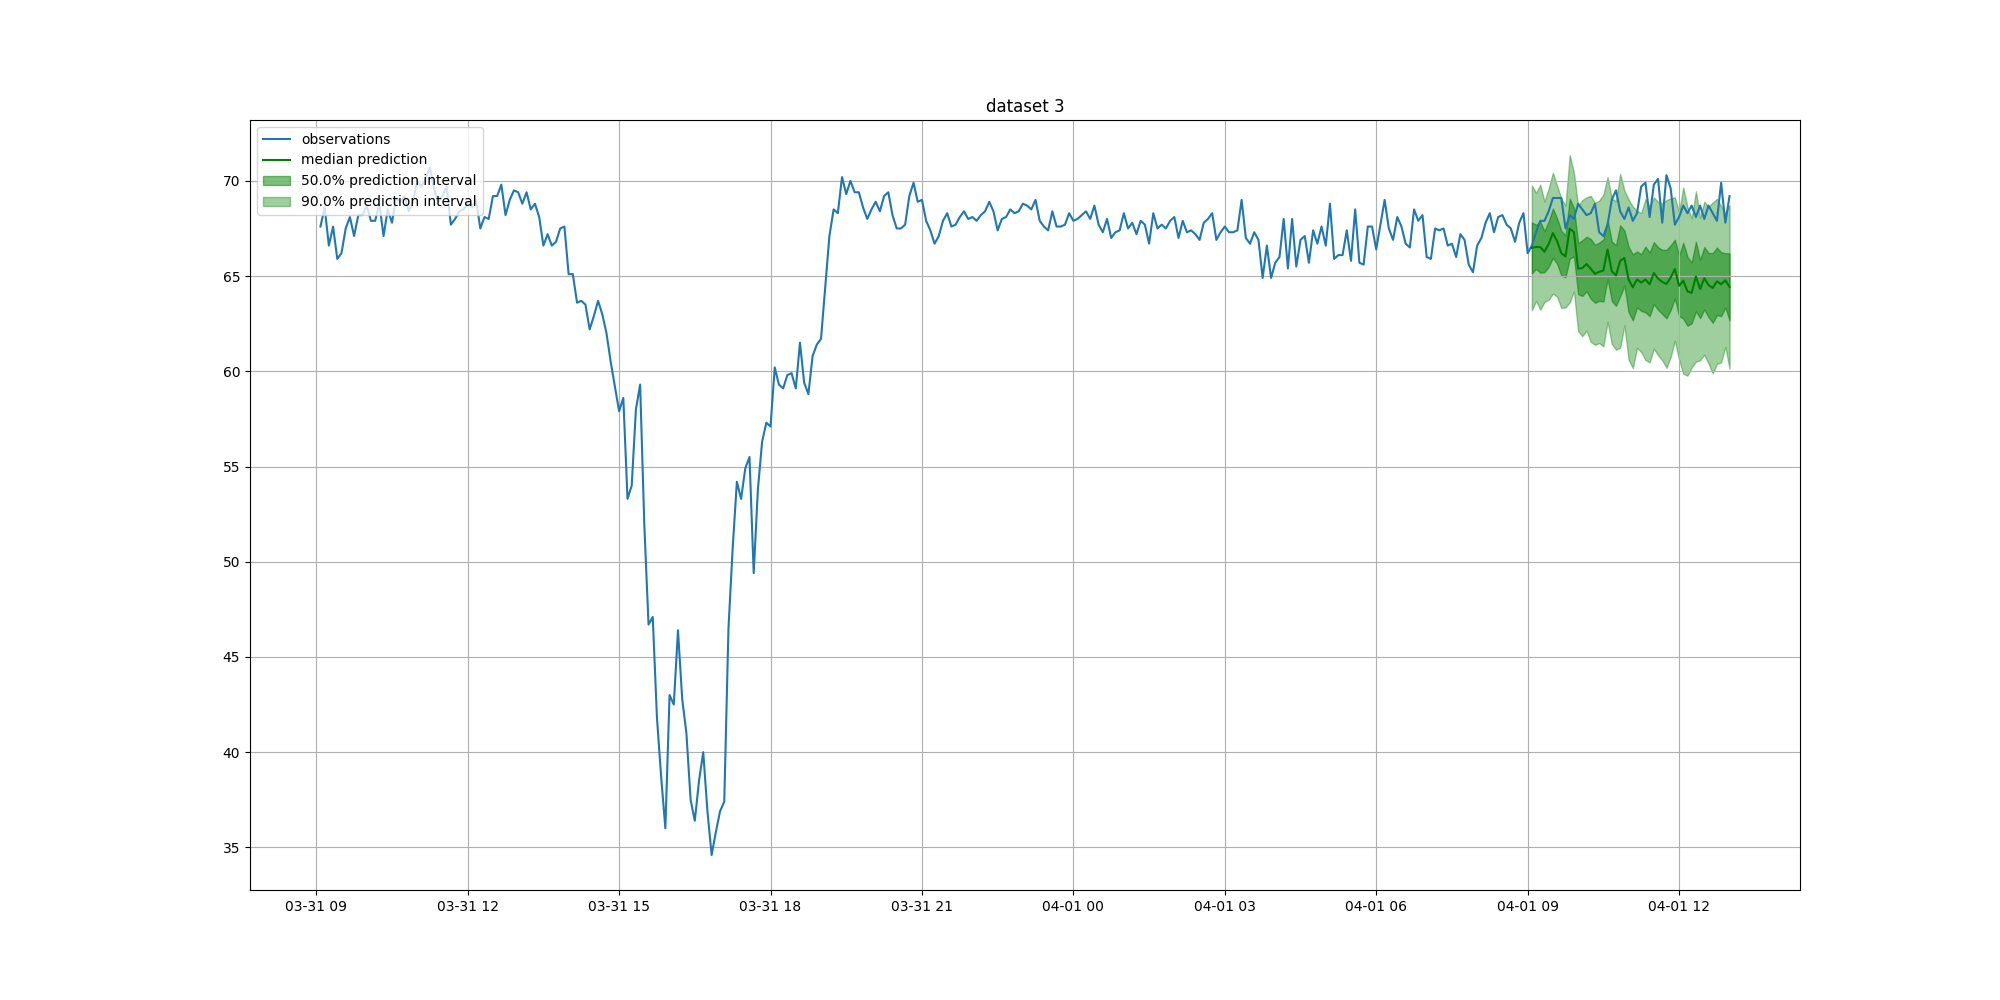 dataset 3
observations
median prediction
50.0% prediction interval
90.0% prediction interval
70
65
60
55
50
45
40
35
03-31 09 03-31 12 03-31 15 03-31 18 03-31 21 04-01 00 04-01 03 04-01 06 04-01 09 04-01 12